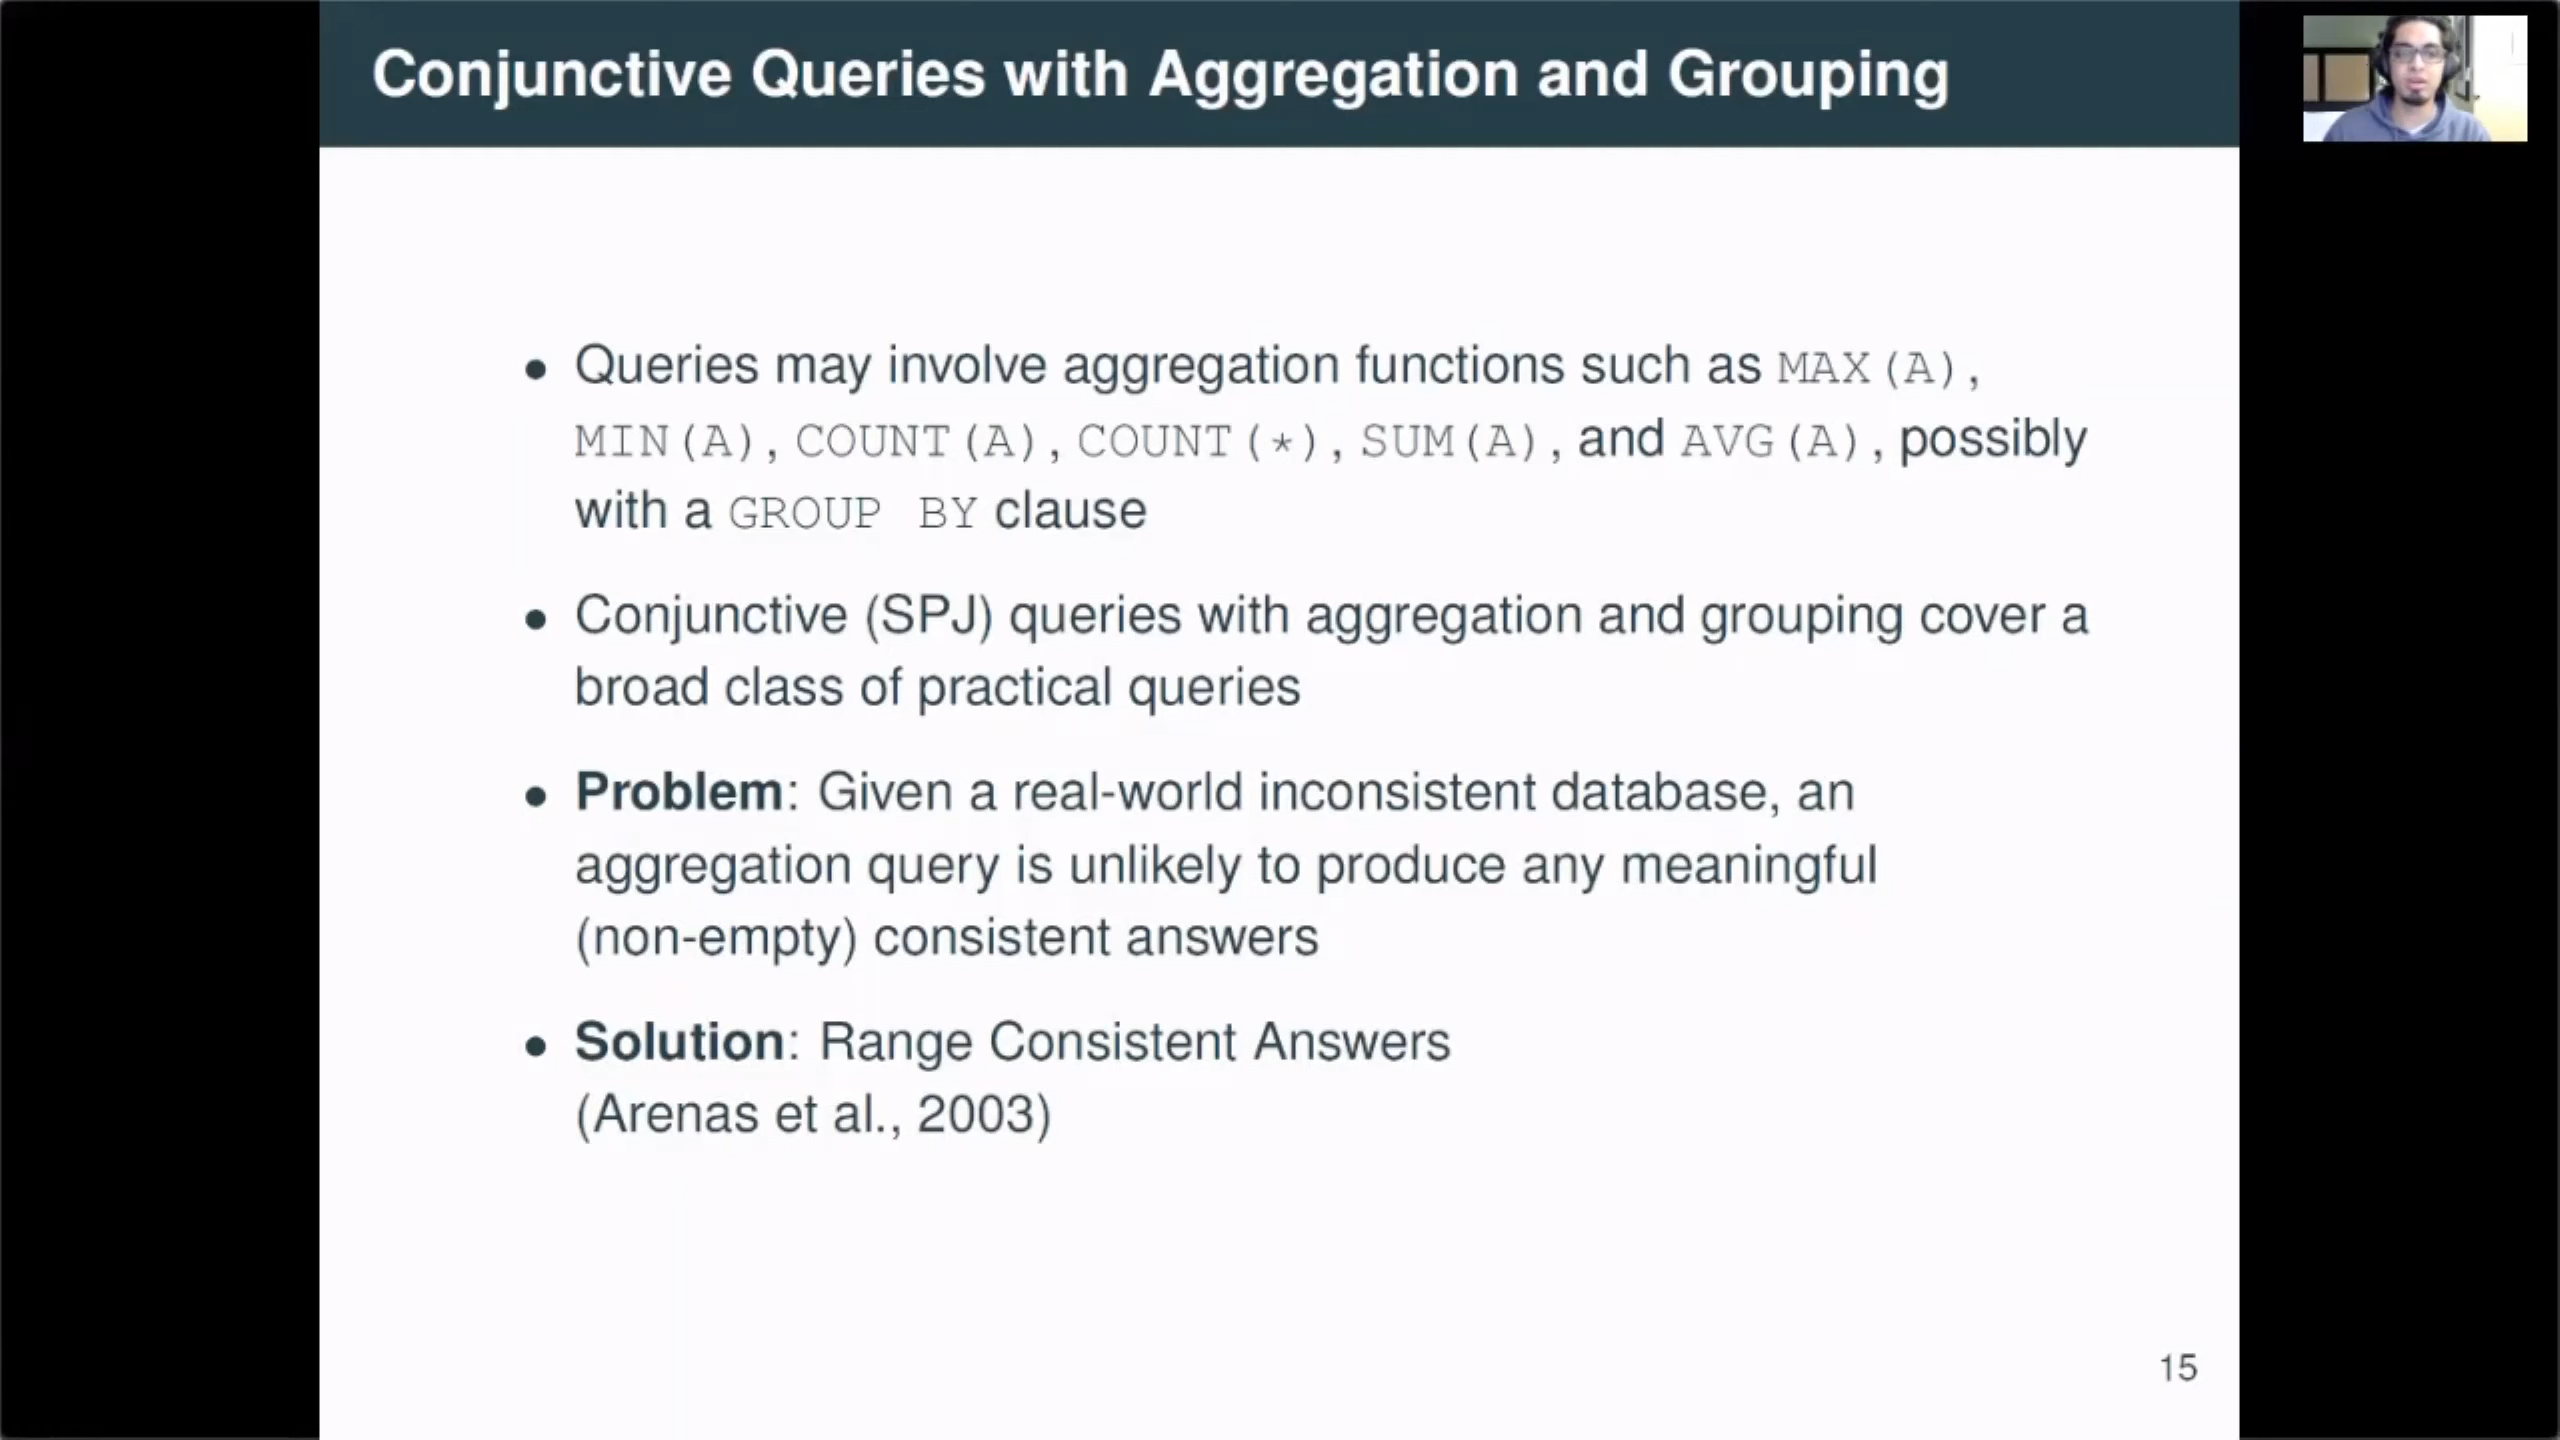 Conjunctive Queries with Aggregation and Grouping
• Queries may involve aggregation functions such as MAX(A),
MIN(A), COUNT(A), COUNT(*), SUM(A), and AVG(A), possibly
with a GROUP BY clause
• Conjunctive (SPJ) queries with aggregation and grouping cover a
broad class of practical queries
• Problem: Given a real-world inconsistent database, an
aggregation query is unlikely to produce any meaningful
(non-empty) consistent answers
• Solution: Range Consistent Answers
(Arenas et al., 2003)
15